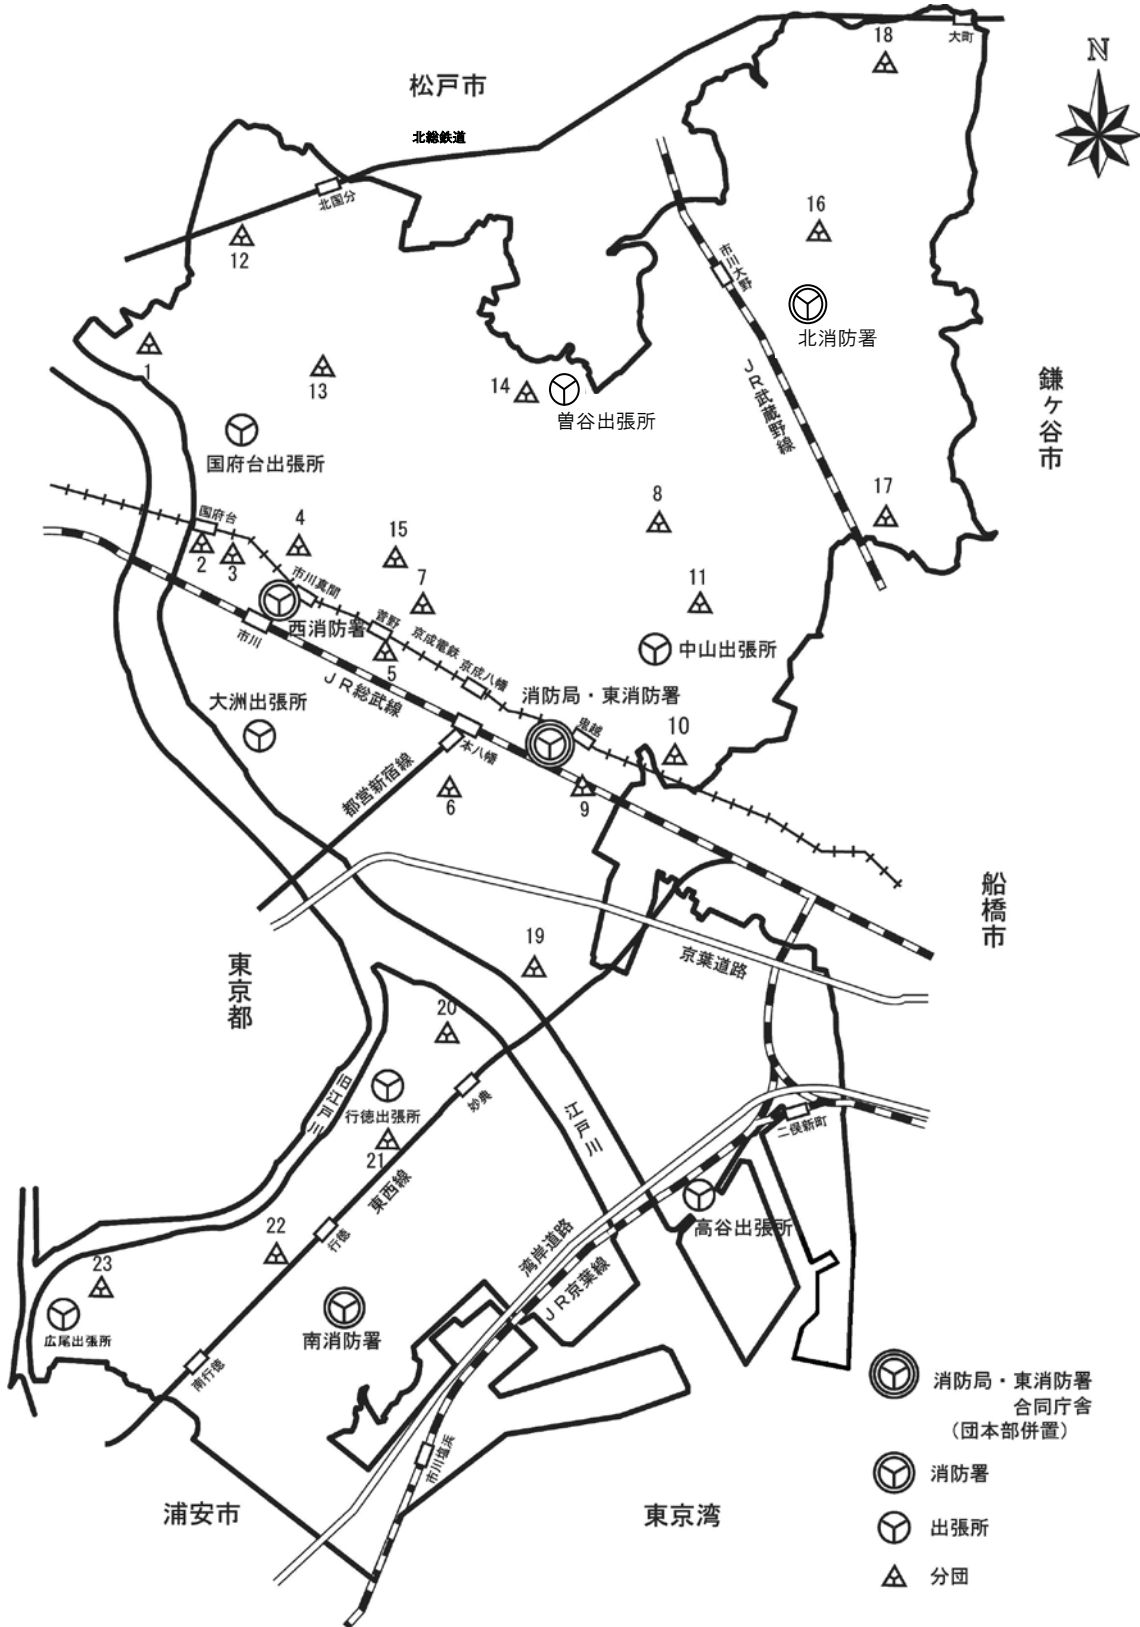 18
大町
N
松戸市
北総鉄道
北国分
16
12
市川大野
北消防署
1
13
14
曽谷出張所
JR武蔵野線
鎌ヶ谷市
国府台出張所
国府台
2
3
4
15
8
17
市川真間
7
11
西消防署
市川
菅野
5
京成電鉄
京成八幡
中山出張所
JR総武線
大洲出張所
消防局・東消防署
鬼越
10
本八幡
都営新宿線
6
9
船橋市
19
京葉道路
東京都
20
旧江戸川
行徳出張所
21
妙典
江戸川
二俣新町
東西線
高谷出張所
22
行徳
湾岸道路
JR京葉線
23
広尾出張所
南消防署
南行徳
市川塩浜
浦安市
東京湾
消防局・東消防署
合同庁舎
(団本部併置)
消防署
出張所
分団